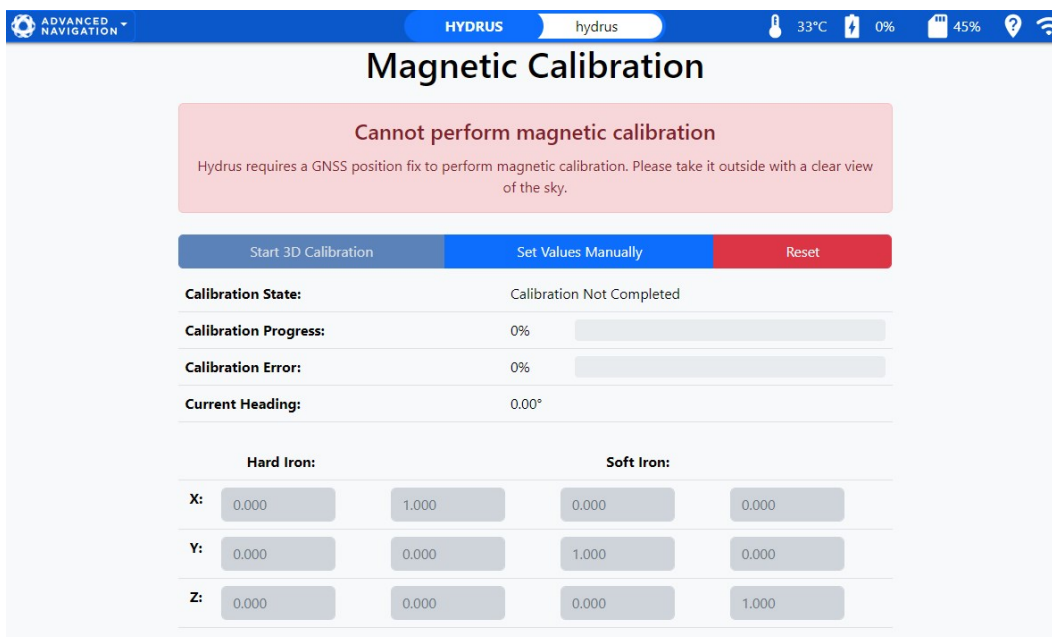 ADVANCED NAVIGATION HYDRUS hydrus 33°C 0% 45%
Magnetic Calibration
Cannot perform magnetic calibration
Hydrus requires a GNSS position fix to perform magnetic calibration. Please take it outside with a clear view
of the sky.
Start 3D Calibration Set Values Manually Reset
Calibration State: Calibration Not Completed
Calibration Progress: 0%
Calibration Error: 0%
Current Heading: 0.00°
Hard Iron: Soft Iron:
X: 0.000 1.000 0.000 0.000
Y: 0.000 0.000 1.000 0.000
Z: 0.000 0.000 0.000 1.000